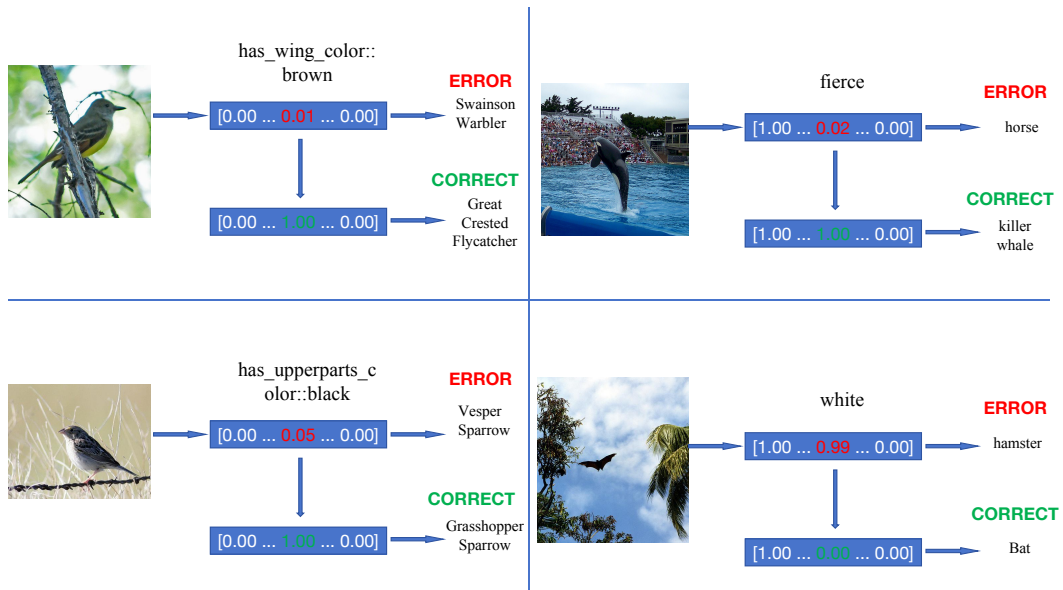 has_wing_color::
brown
ERROR
[0.00 ... 0.01 ... 0.00]
Swainson
Warbler
CORRECT
[0.00 ... 1.00 ... 0.00]
Great
Crested
Flycatcher
fierce
ERROR
[1.00 ... 0.02 ... 0.00]
horse
CORRECT
[1.00 ... 1.00 ... 0.00]
killer
whale
has_upperparts_c
olor::black
ERROR
[0.00 ... 0.05 ... 0.00]
Vesper
Sparrow
CORRECT
[0.00 ... 1.00 ... 0.00]
Grasshopper
Sparrow
white
ERROR
[1.00 ... 0.99 ... 0.00]
hamster
CORRECT
[1.00 ... 0.00 ... 0.00]
Bat